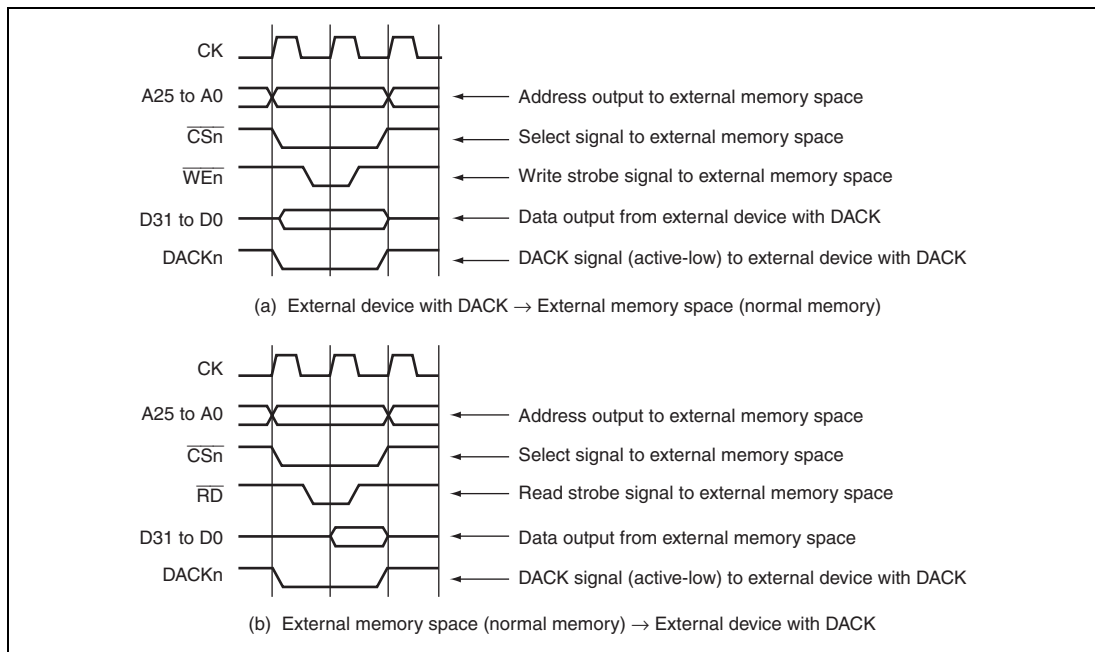 CK
A25 to A0 Address output to external memory space
CSn Select signal to external memory space
WEn Write strobe signal to external memory space
D31 to D0 Data output from external device with DACK
DACKn DACK signal (active-low) to external device with DACK
(a) External device with DACK → External memory space (normal memory)
CK
A25 to A0 Address output to external memory space
CSn Select signal to external memory space
RD Read strobe signal to external memory space
D31 to D0 Data output from external memory space
DACKn DACK signal (active-low) to external device with DACK
(b) External memory space (normal memory) → External device with DACK